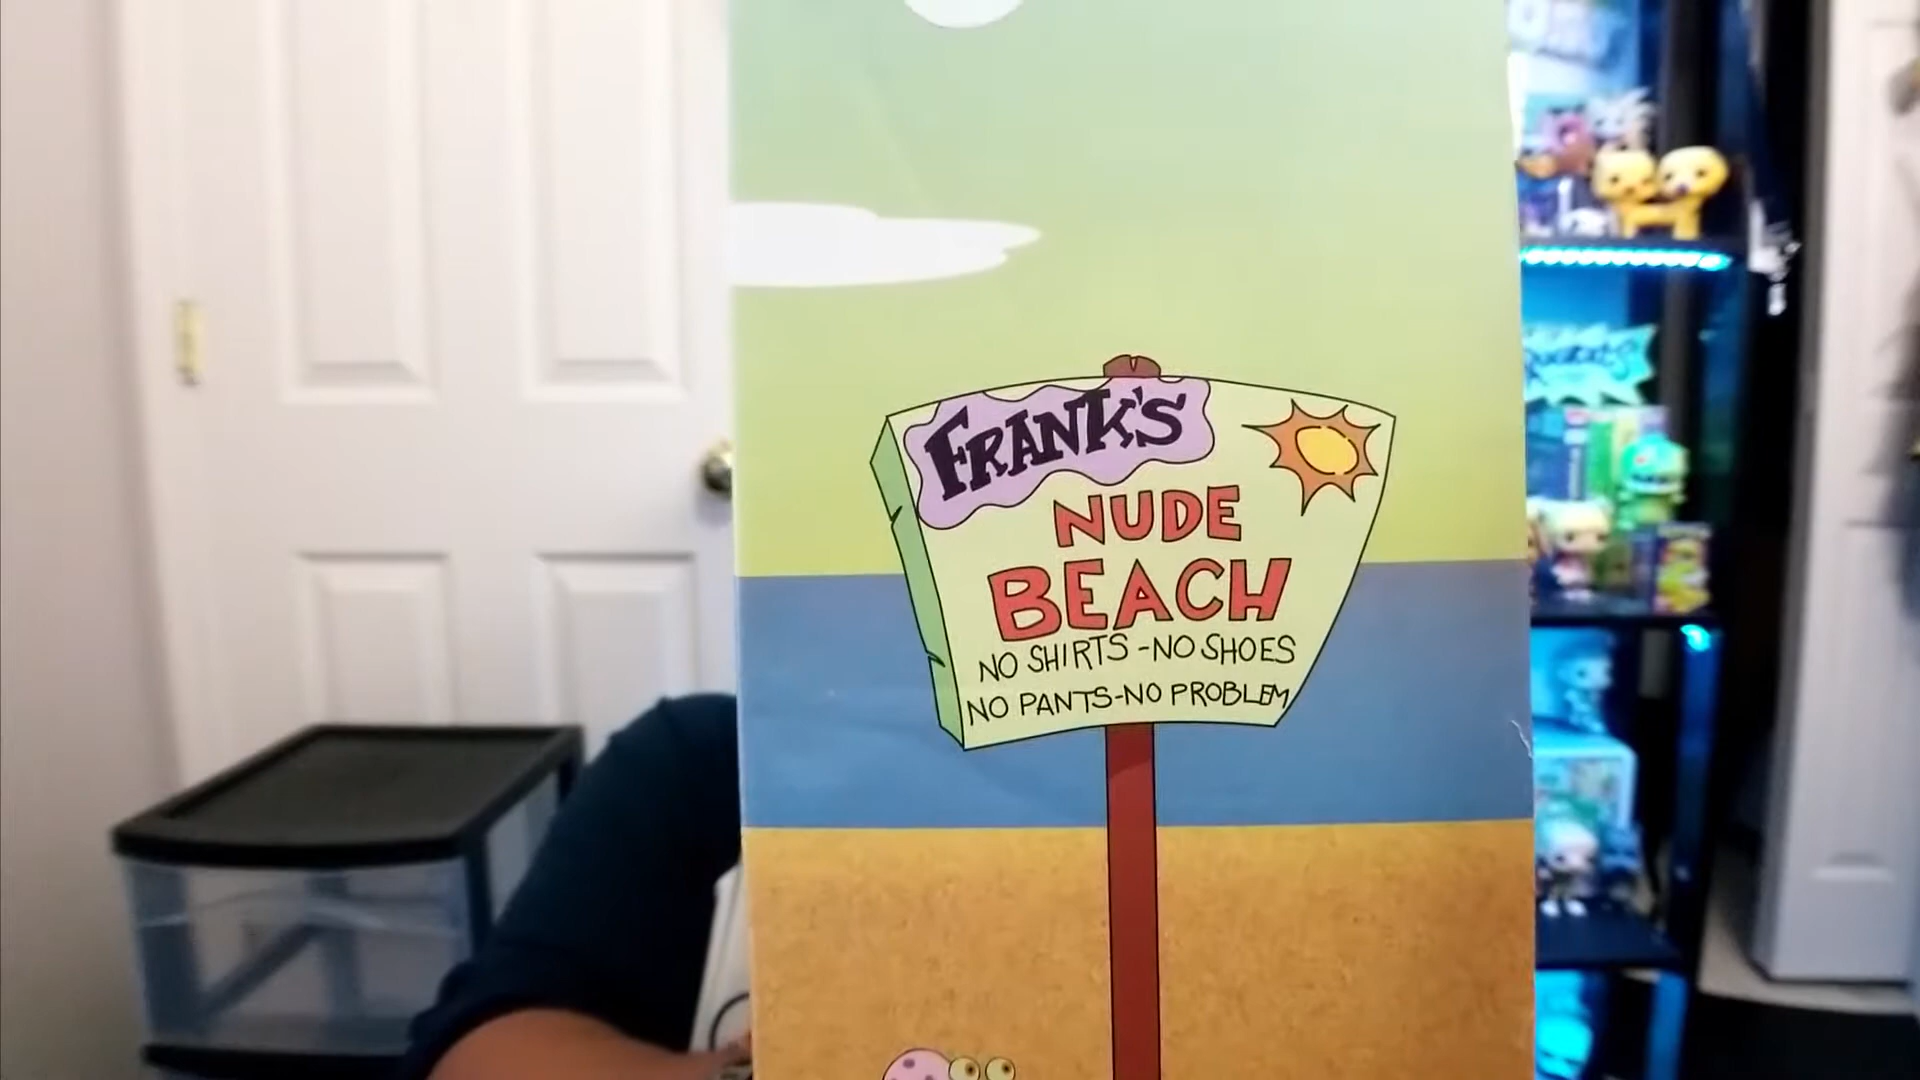 FRANK'S
NUDE
BEACH
NO SHIRTS-NO SHOES
NO PANTS-NO PROBLEM